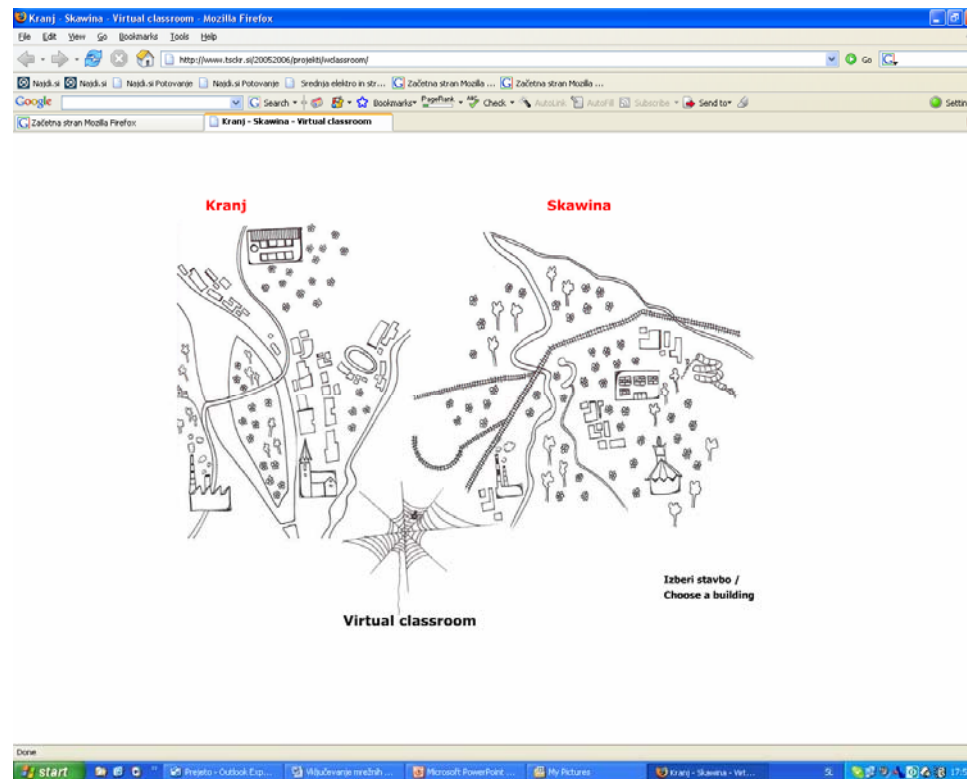 Kranj - Skawina - Virtual classroom - Mozilla Firefox
File Edit View Go Bookmarks Tools Help
http://www.tsckr.si/20052006/projekti/wclassroom/ Go
Najdi.si Najdi.si Najdi.si Potovanje Najdi.si Potovanje Srednja elektro in str... Začetna stran Mozilla ... Začetna stran Mozilla ...
Google Search Bookmarks PageRank Check AutoLink AutoFill Subscribe Send to Settin
Začetna stran Mozilla Firefox Kranj - Skawina - Virtual classroom
Kranj Skawina
Izberi stavbo /
Choose a building
Virtual classroom
Done
start Prejeto - Outlook Exp... Vključevanje mrežnih ... Microsoft PowerPoint ... My Pictures Kranj - Skawina - Virt... SL